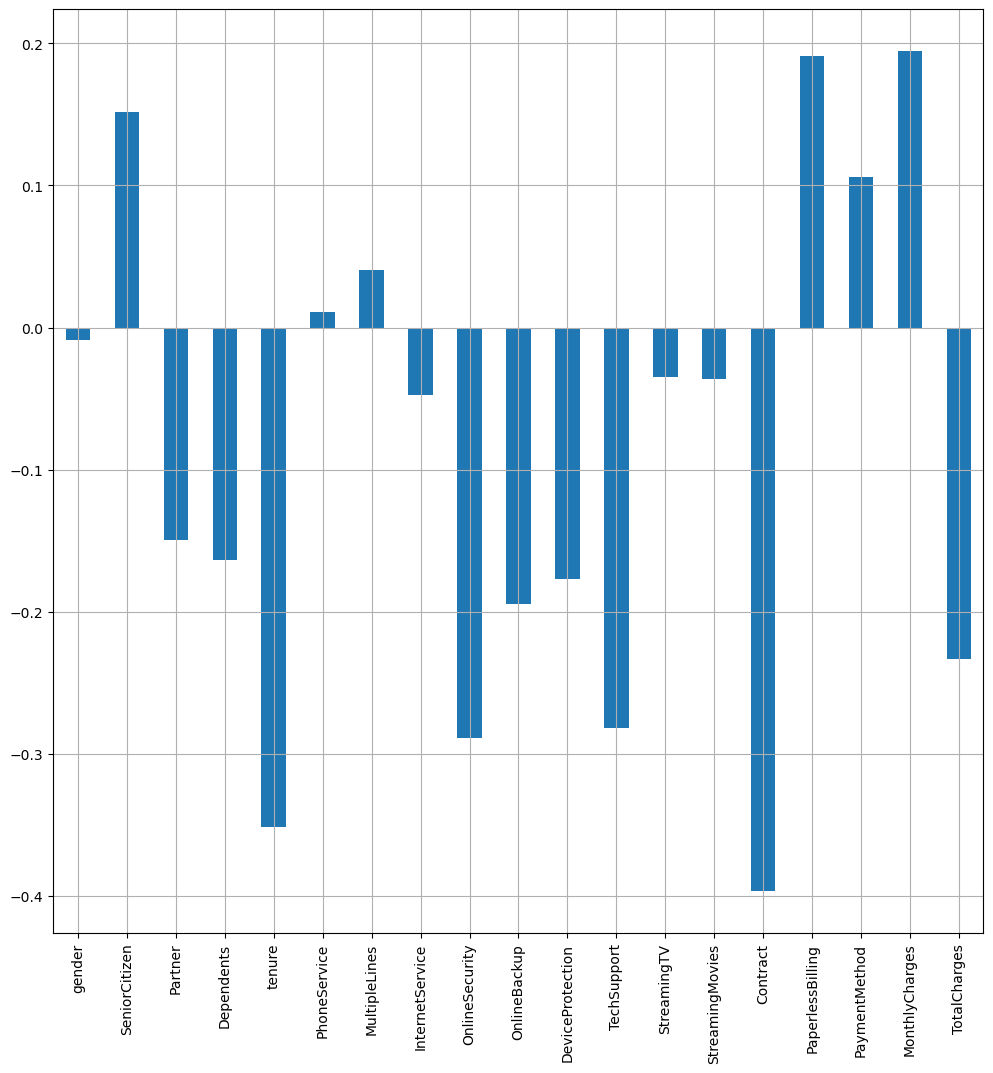 0.2
0.1
0.0
−0.1
−0.2
−0.3
−0.4
gender
SeniorCitizen
Partner
Dependents
tenure
PhoneService
MultipleLines
InternetService
OnlineSecurity
OnlineBackup
DeviceProtection
TechSupport
StreamingTV
StreamingMovies
Contract
PaperlessBilling
PaymentMethod
MonthlyCharges
TotalCharges